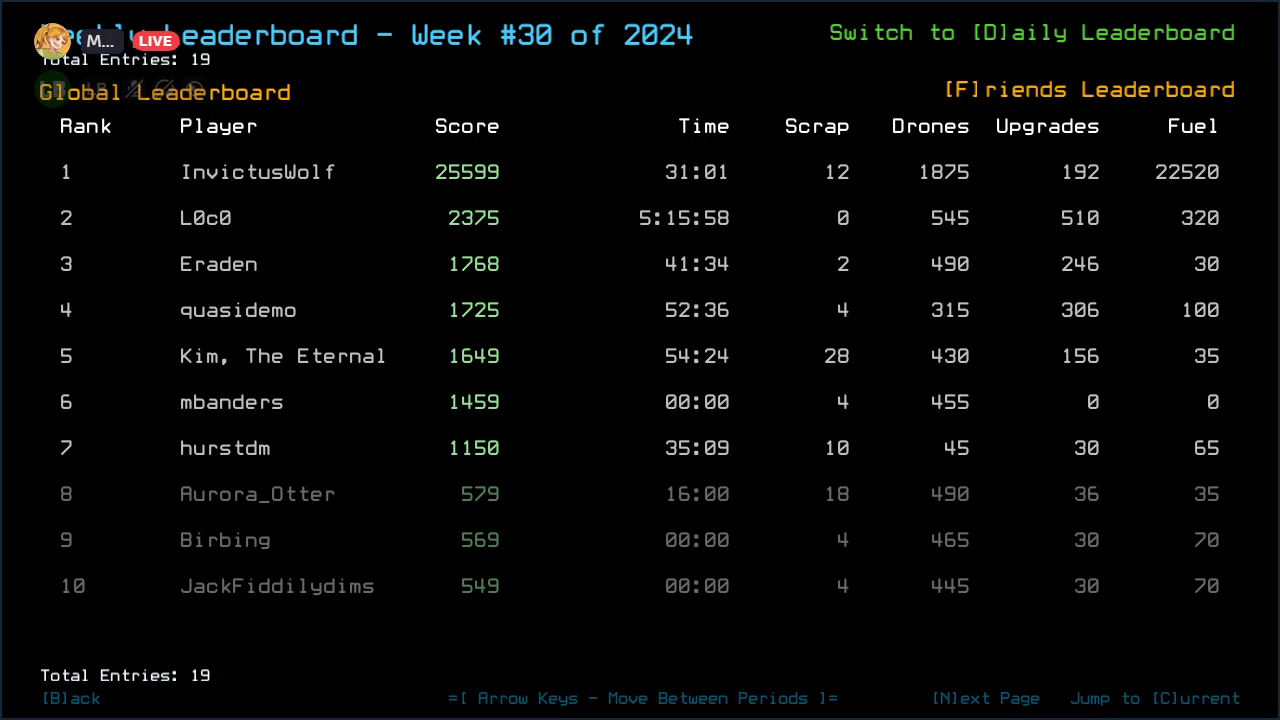 Weekly Leaderboard - Week #30 of 2024
Switch to [D]aily Leaderboard
M... LIVE
Total Entries: 19
Global Leaderboard
[F]riends Leaderboard
Rank Player Score Time Scrap Drones Upgrades Fuel
1 InvictusWolf 25599 31:01 12 1875 192 22520
2 L0c0 2375 5:15:58 0 545 510 320
3 Eraden 1768 41:34 2 490 246 30
4 quasidemo 1725 52:36 4 315 306 100
5 Kim, The Eternal 1649 54:24 28 430 156 35
6 mbanders 1459 00:00 4 455 0 0
7 hurstdm 1150 35:09 10 45 30 65
8 Aurora_Otter 579 16:00 18 490 36 35
9 Birbing 569 00:00 4 465 30 70
10 JackFiddilydims 549 00:00 4 445 30 70
Total Entries: 19
[B]ack =[ Arrow Keys - Move Between Periods ]= [N]ext Page Jump to [C]urrent